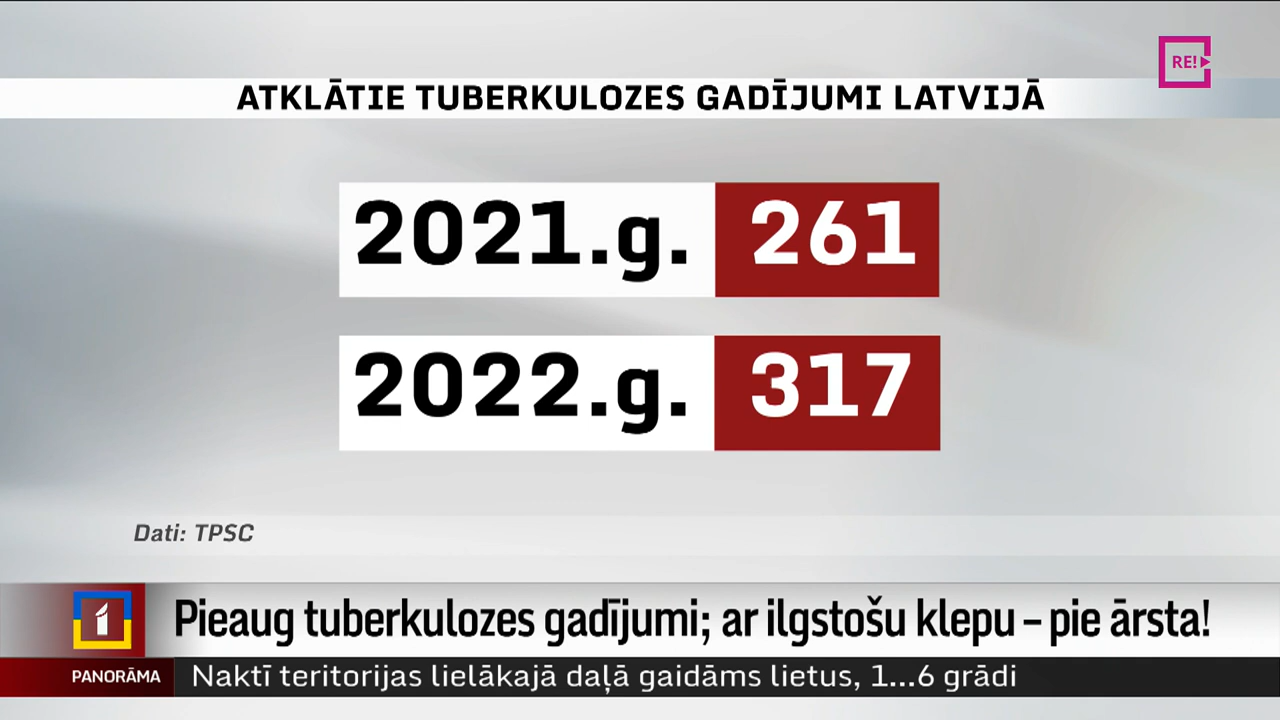 RE!
ATKLĀTIE TUBERKULOZES GADĪJUMI LATVIJĀ
2021.g. 261
2022.g. 317
Dati: TPSC
1 Pieaug tuberkulozes gadījumi; ar ilgstošu klepu – pie ārsta!
PANORĀMA Naktī teritorijas lielākajā daļā gaidāms lietus, 1...6 grādi